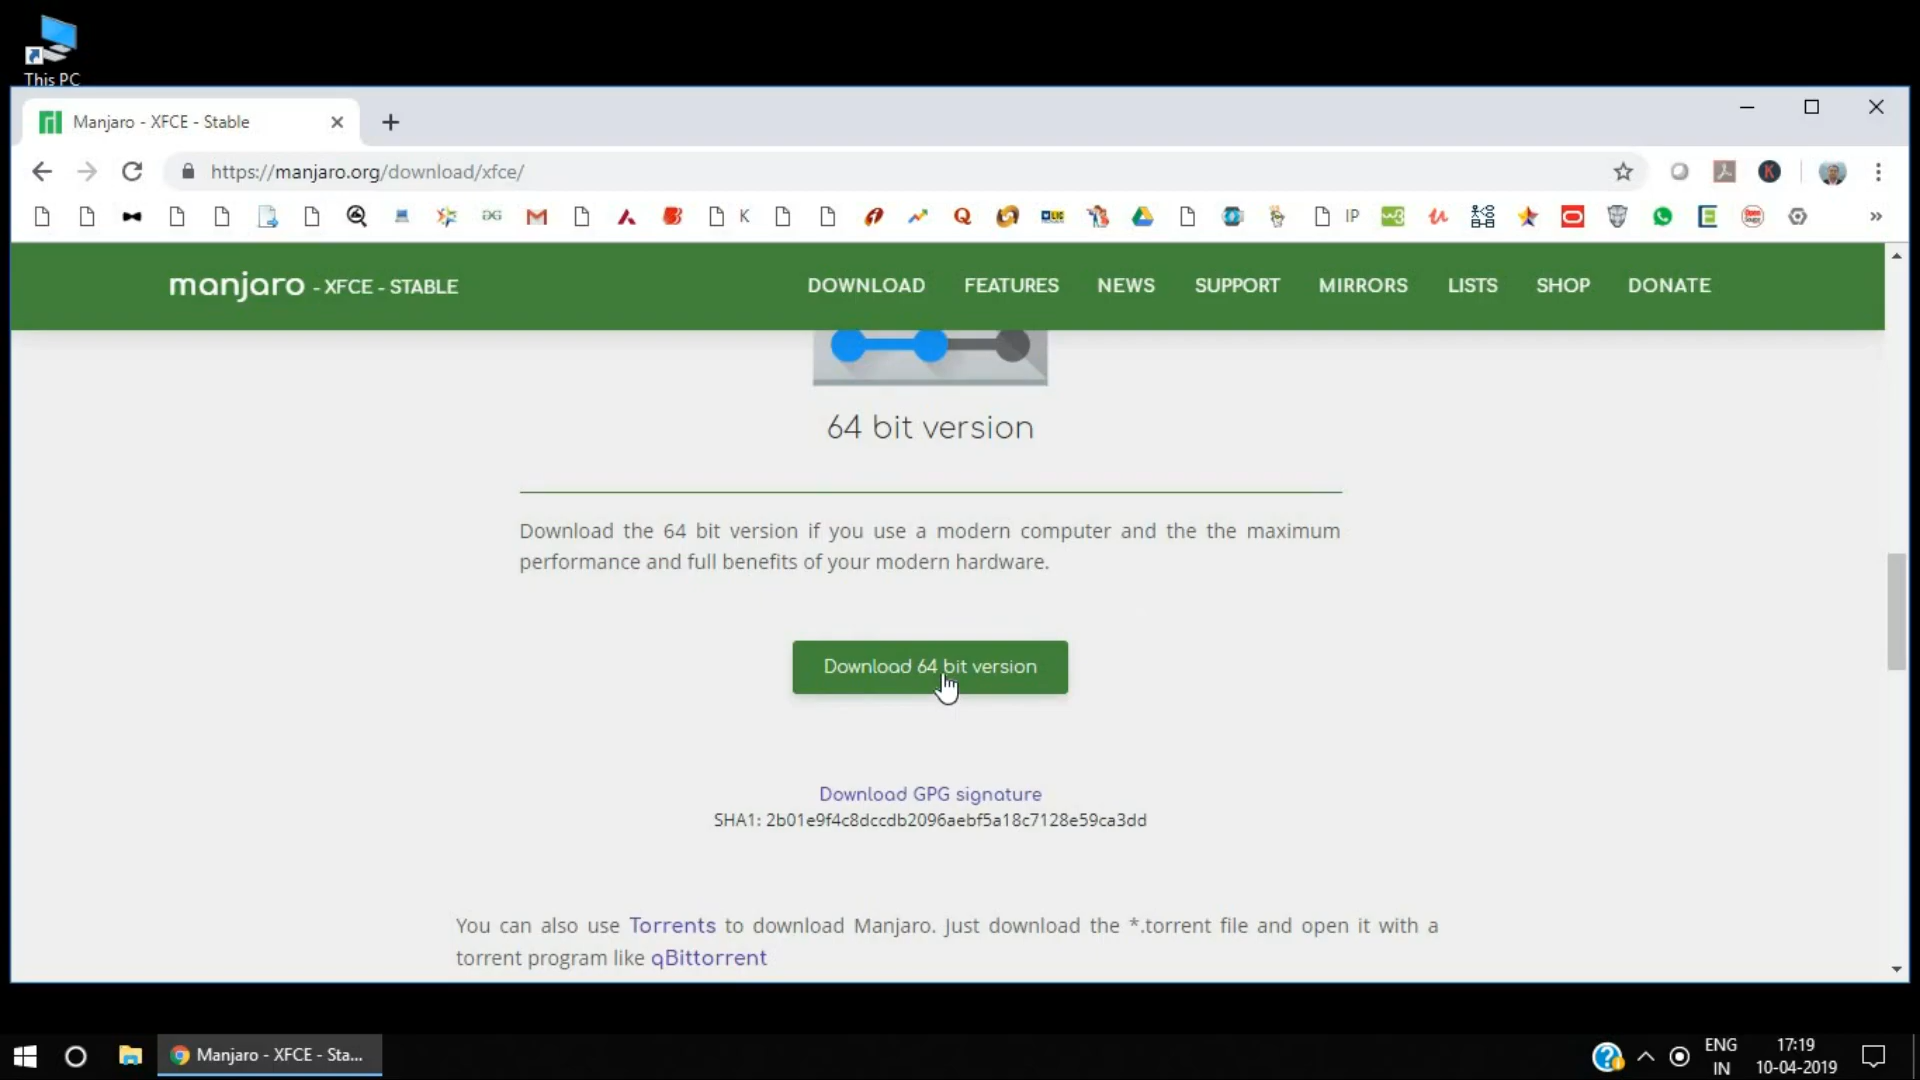 This PC
Manjaro - XFCE - Stable
https://manjaro.org/download/xfce/
K
IP
manjaro - XFCE - STABLE
DOWNLOAD FEATURES NEWS SUPPORT MIRRORS LISTS SHOP DONATE
64 bit version
Download the 64 bit version if you use a modern computer and the the maximum
performance and full benefits of your modern hardware.
Download 64 bit version
Download GPG signature
SHA1: 2b01e9f4c8dccdb2096aebf5a18c7128e59ca3dd
You can also use Torrents to download Manjaro. Just download the *.torrent file and open it with a
torrent program like qBittorrent
Manjaro - XFCE - Sta...
ENG
IN
17:19
10-04-2019